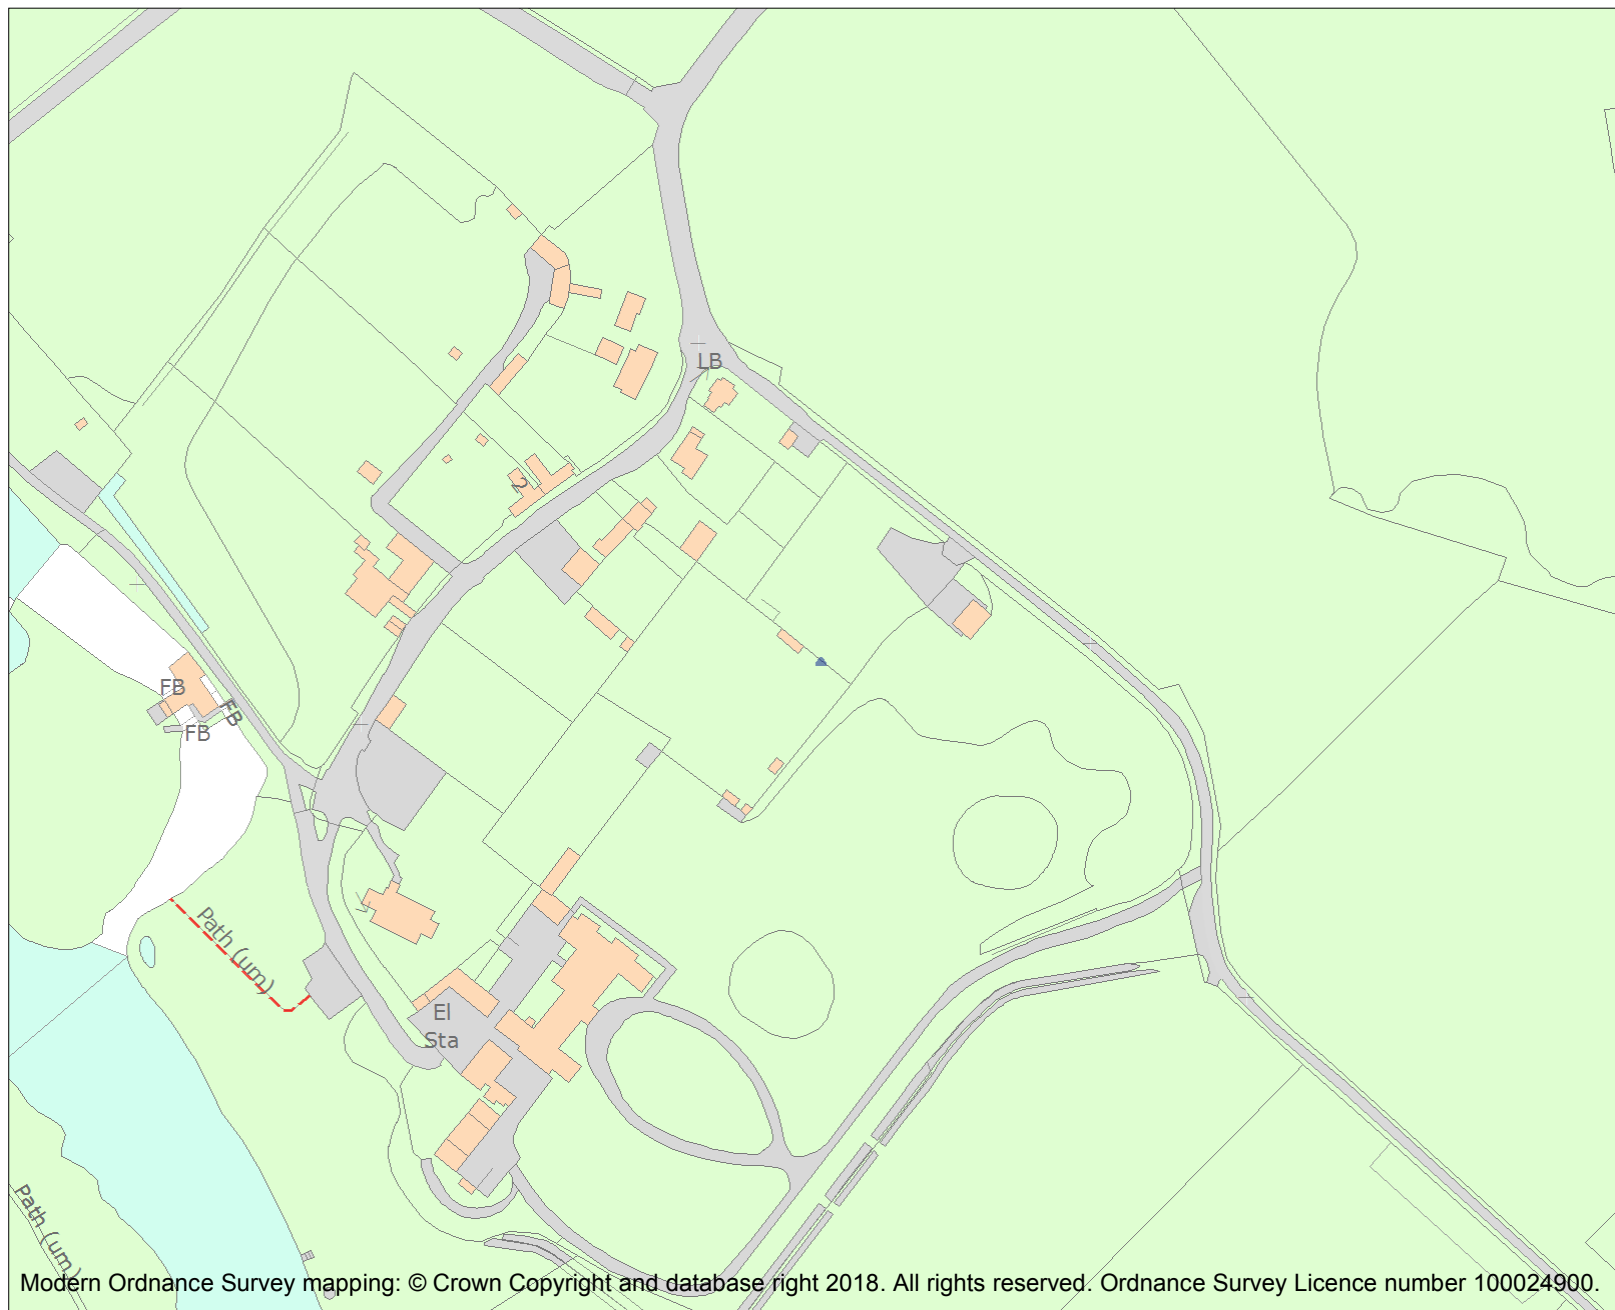 LB
2
FB
FB
FB
Path (um)
El
Sta
Path (um)
Modern Ordnance Survey mapping: © Crown Copyright and database right 2018. All rights reserved. Ordnance Survey Licence number 100024900.